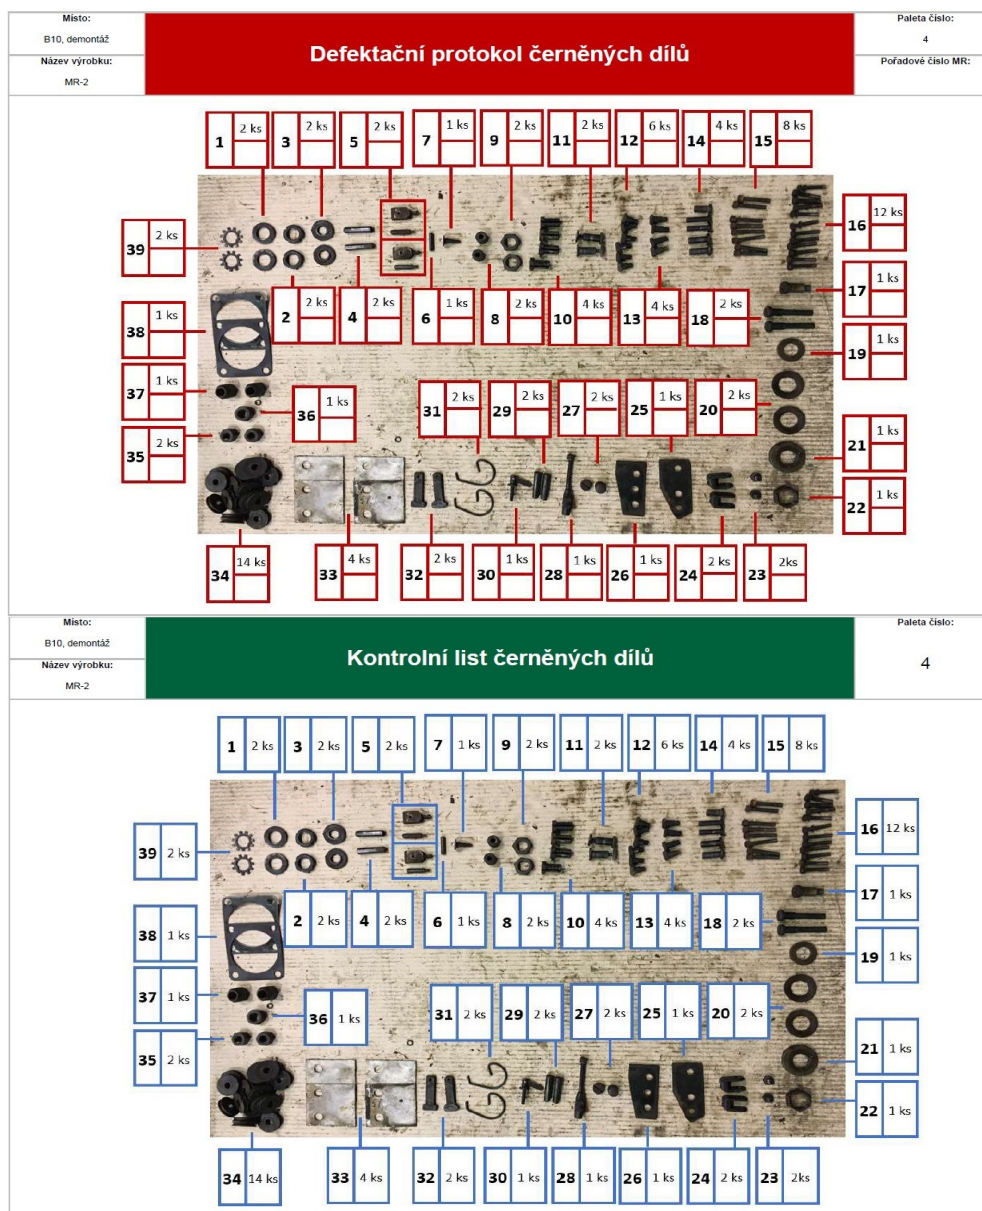 Místo:
B10, demontáž
Název výrobku:
MR-2
Defektační protokol černěných dílů
Paleta číslo:
4
Pořadové číslo MR:
1 2 ks
3 2 ks
5 2 ks
7 1 ks
9 2 ks
11 2 ks
12 6 ks
14 4 ks
15 8 ks
39 2 ks
16 12 ks
38 1 ks
2 2 ks
4 2 ks
6 1 ks
8 2 ks
10 4 ks
13 4 ks
18 2 ks
17 1 ks
19 1 ks
37 1 ks
36 1 ks
31 2 ks
29 2 ks
27 2 ks
25 1 ks
20 2 ks
35 2 ks
21 1 ks
22 1 ks
34 14 ks
33 4 ks
32 2 ks
30 1 ks
28 1 ks
26 1 ks
24 2 ks
23 2ks
Místo:
B10, demontáž
Název výrobku:
MR-2
Kontrolní list černěných dílů
Paleta číslo:
4
1 2 ks
3 2 ks
5 2 ks
7 1 ks
9 2 ks
11 2 ks
12 6 ks
14 4 ks
15 8 ks
39 2 ks
16 12 ks
38 1 ks
2 2 ks
4 2 ks
6 1 ks
8 2 ks
10 4 ks
13 4 ks
18 2 ks
17 1 ks
19 1 ks
37 1 ks
36 1 ks
31 2 ks
29 2 ks
27 2 ks
25 1 ks
20 2 ks
35 2 ks
21 1 ks
22 1 ks
34 14 ks
33 4 ks
32 2 ks
30 1 ks
28 1 ks
26 1 ks
24 2 ks
23 2ks